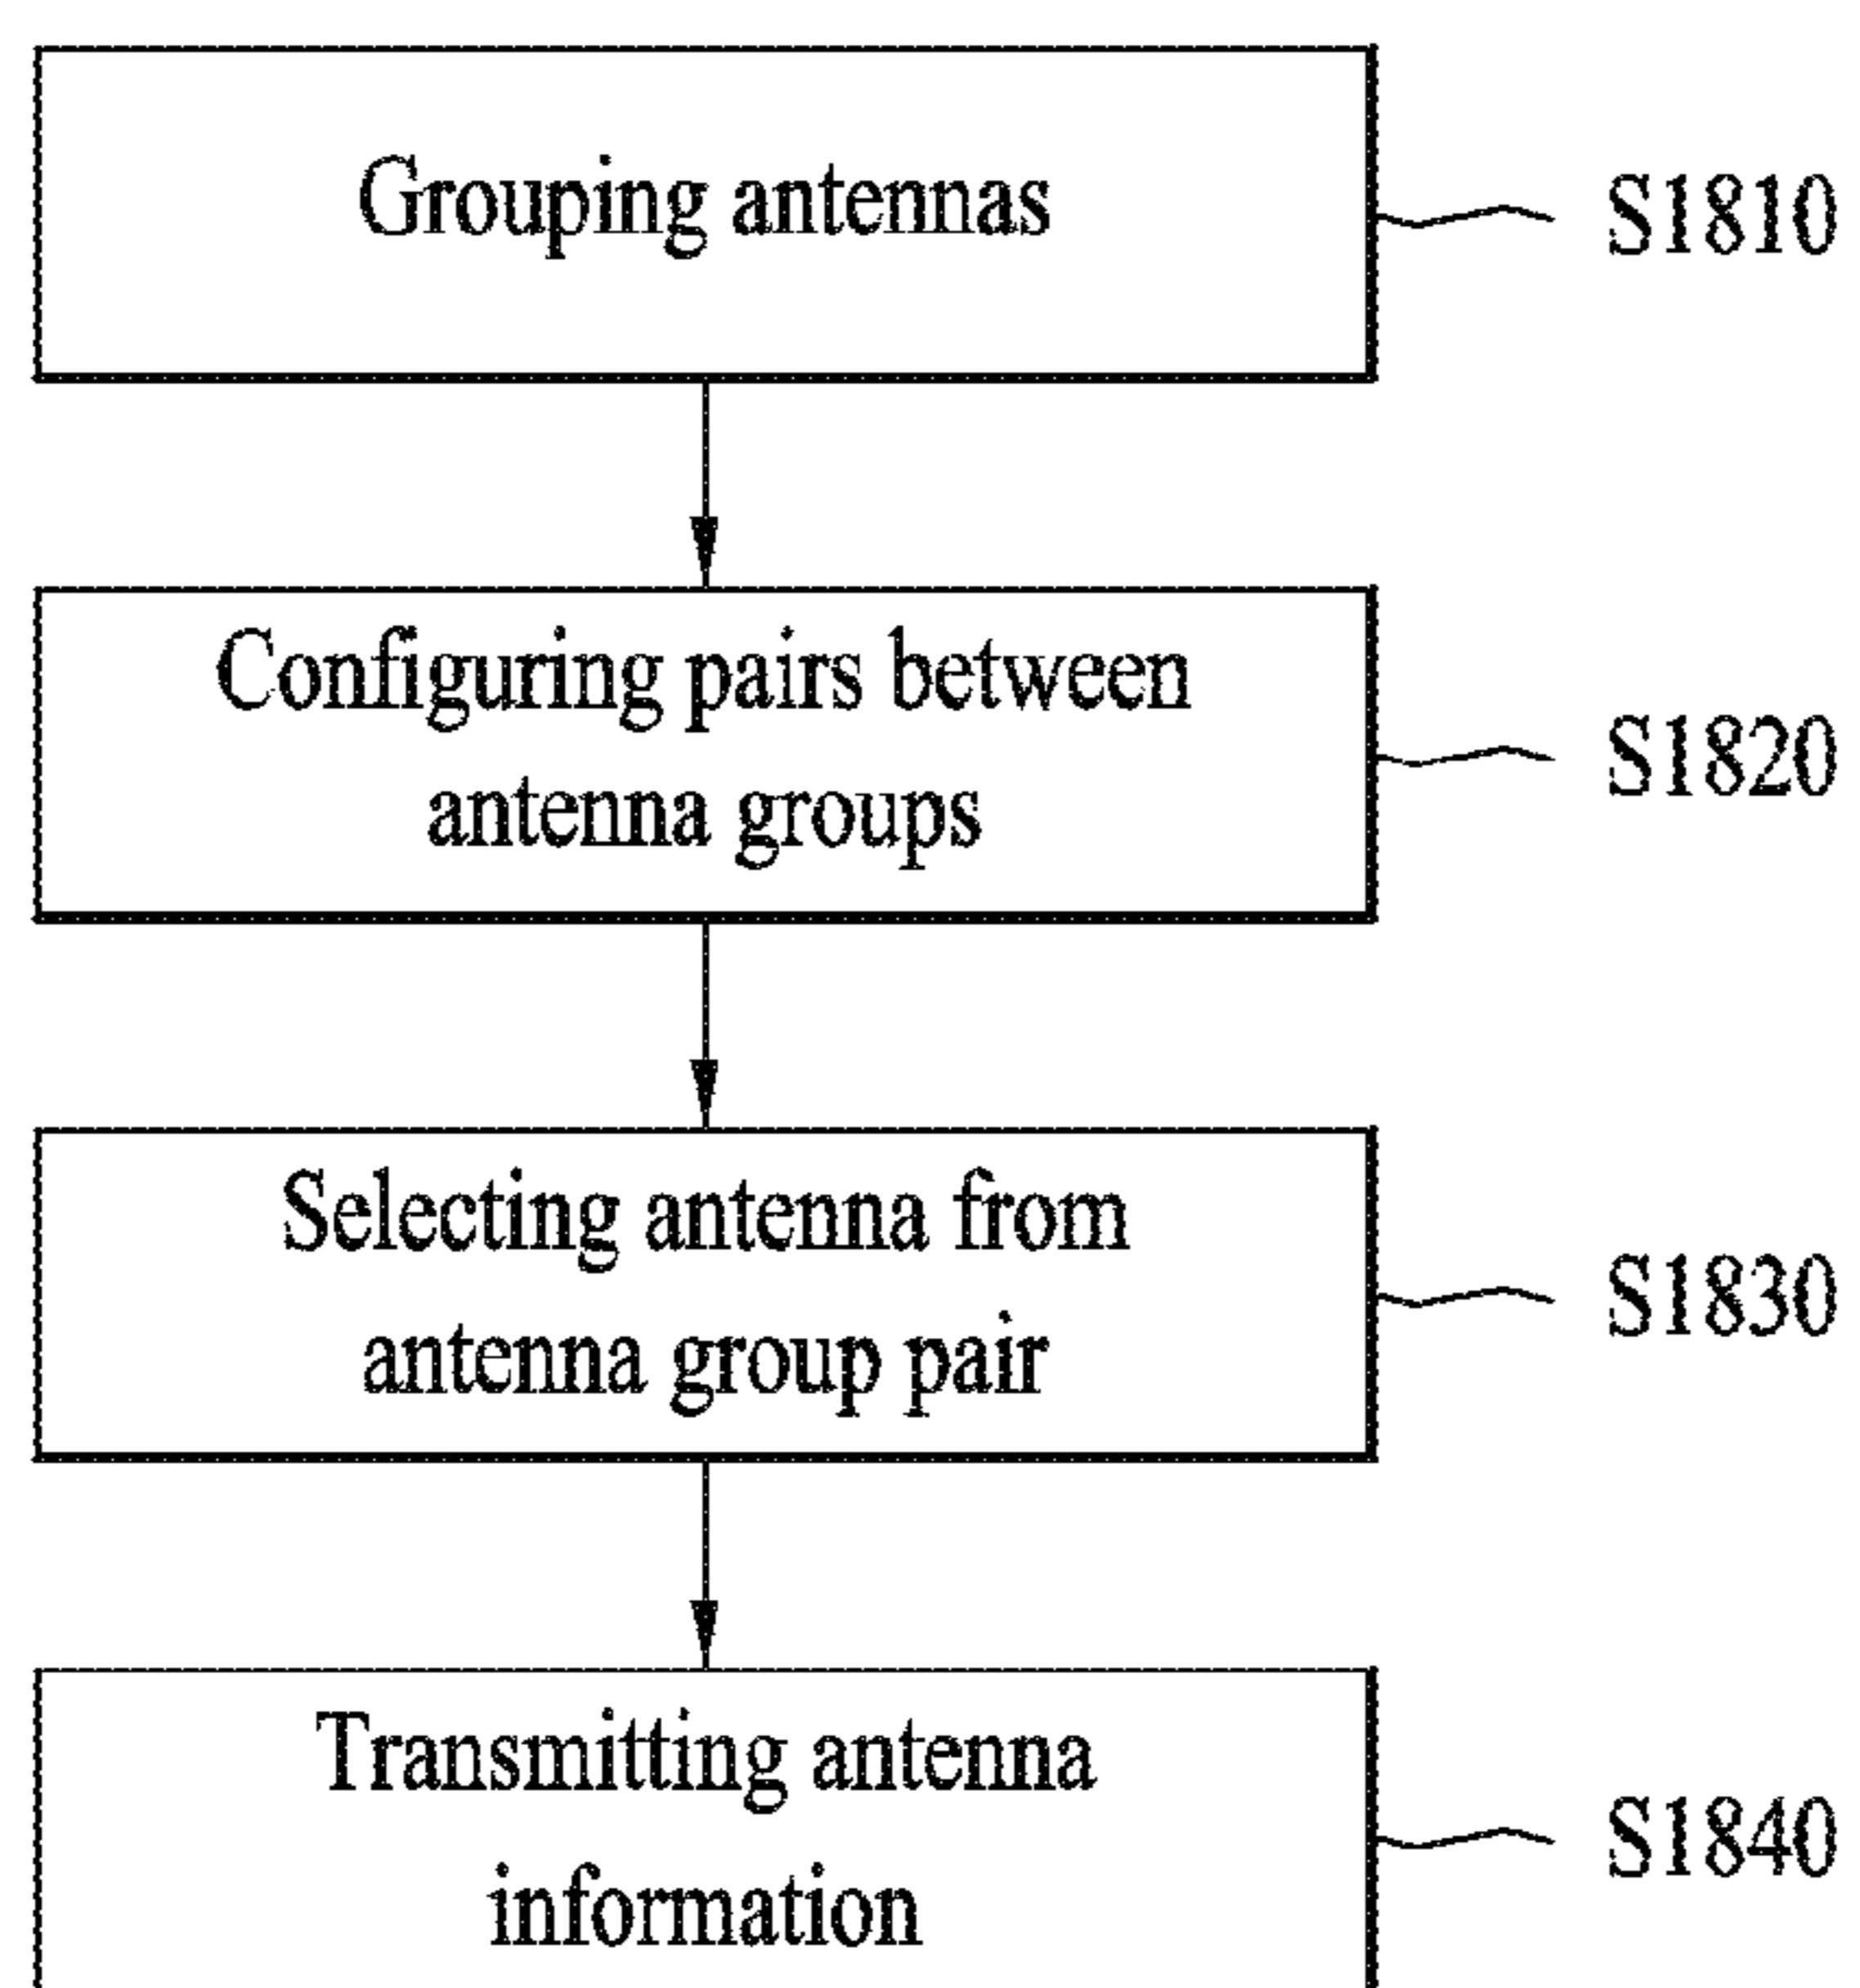 Grouping antennas
S1810
Configuring pairs between
antenna groups
S1820
Selecting antenna from
antenna group pair
S1830
Transmitting antenna
information
S1840